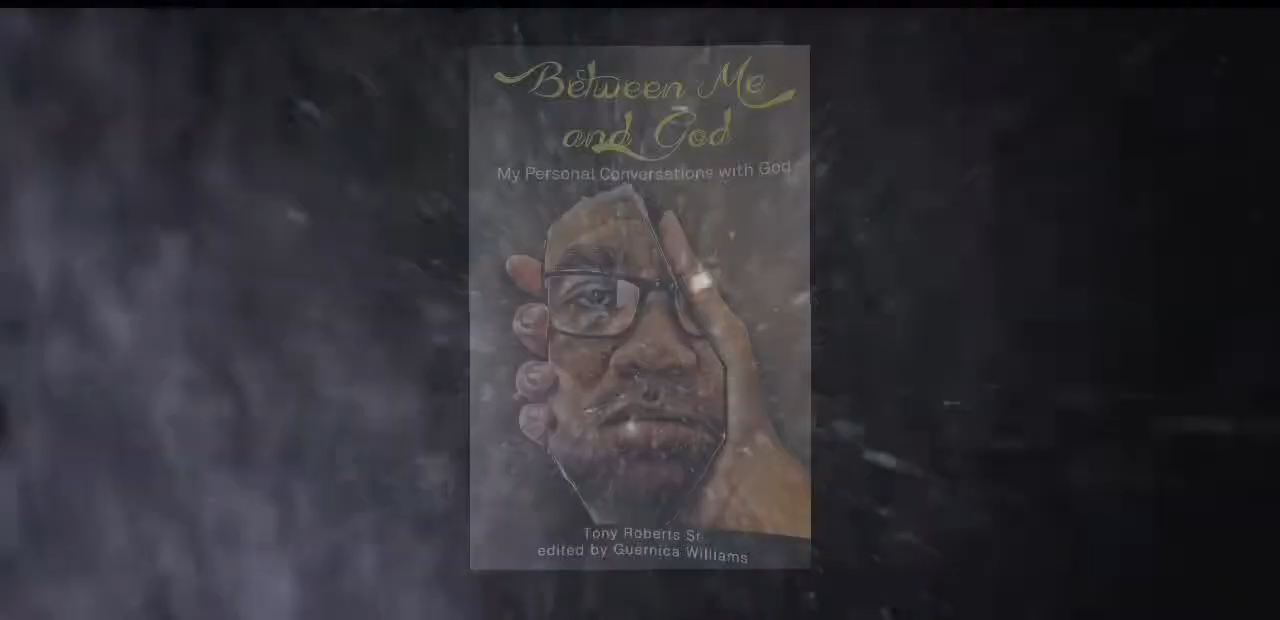 Between Me
and God
My Personal Conversations with God
Tony Roberts Sr.
edited by Guernica Williams